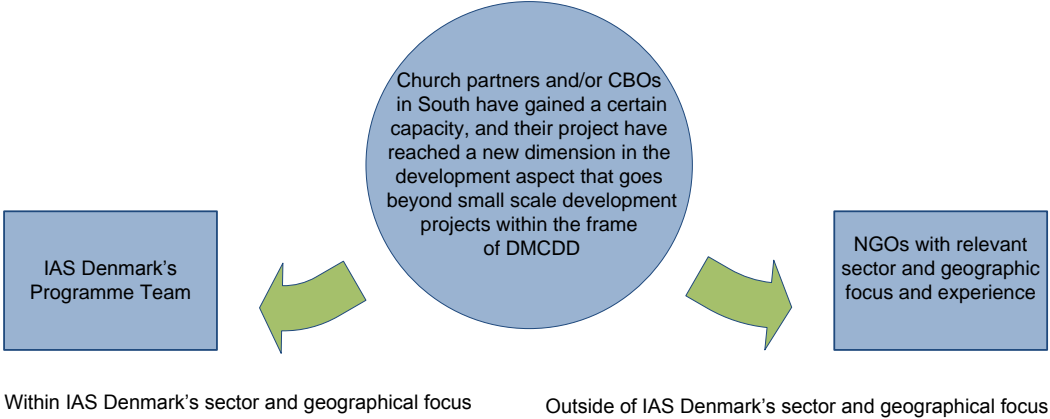 Church partners and/or CBOs
in South have gained a certain
capacity, and their project have
reached a new dimension in the
development aspect that goes
beyond small scale development
projects within the frame
of DMCDD
IAS Denmark's
Programme Team
NGOs with relevant
sector and geographic
focus and experience
Within IAS Denmark's sector and geographical focus
Outside of IAS Denmark's sector and geographical focus